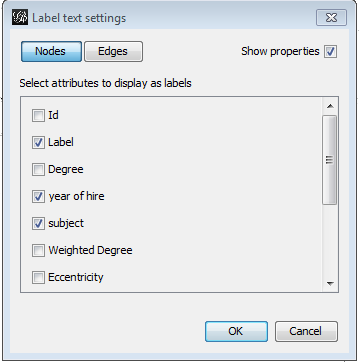 Label text settings
Nodes Edges Show properties
Select attributes to display as labels
Id
Label
Degree
year of hire
subject
Weighted Degree
Eccentricity
OK Cancel